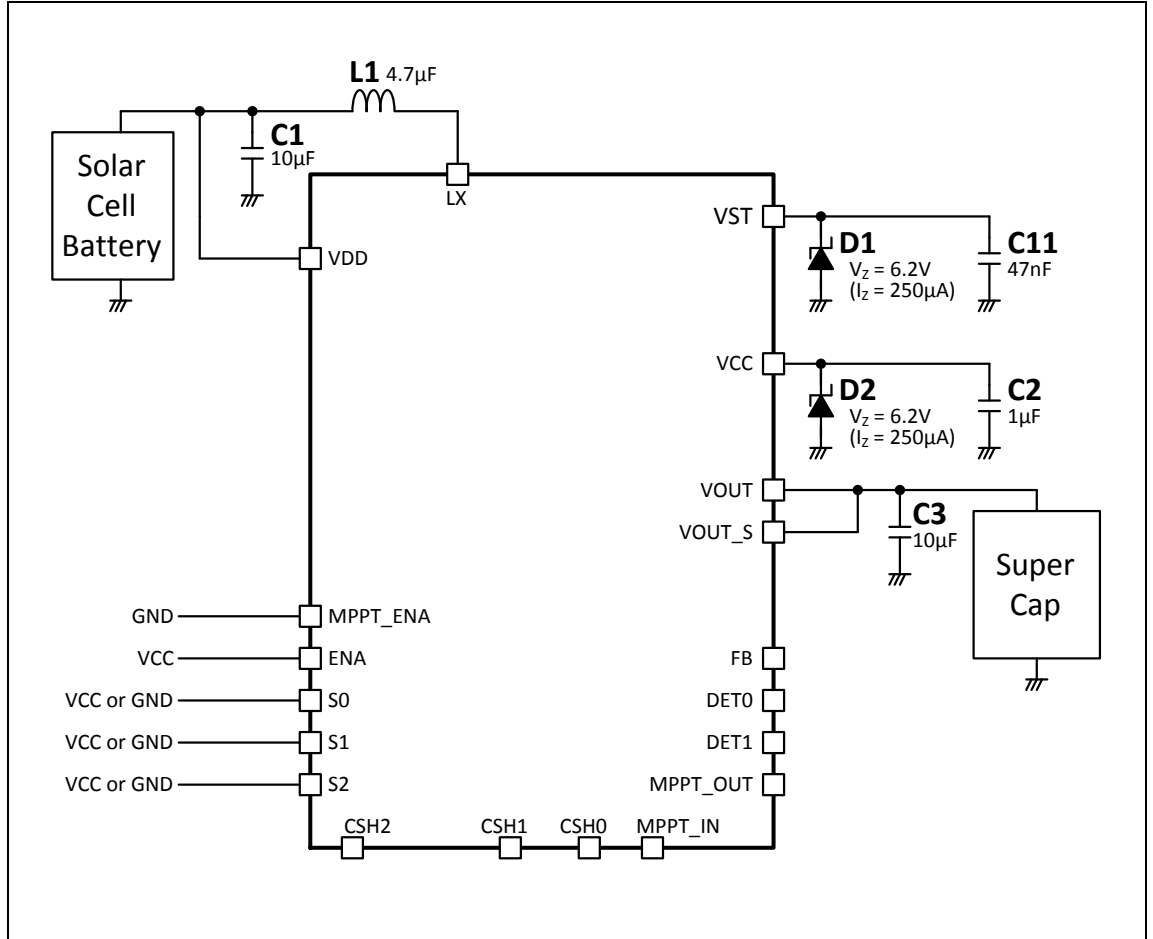 L1 4.7µF
C1
10µF
Solar
Cell
Battery
LX
VDD
VST
D1
VZ = 6.2V
(IZ = 250µA)
C11
47nF
VCC
D2
VZ = 6.2V
(IZ = 250µA)
C2
1µF
VOUT
VOUT_S
C3
10µF
Super
Cap
GND
MPPT_ENA
VCC
ENA
VCC or GND
S0
VCC or GND
S1
VCC or GND
S2
FB
DET0
DET1
MPPT_OUT
CSH2
CSH1
CSH0
MPPT_IN